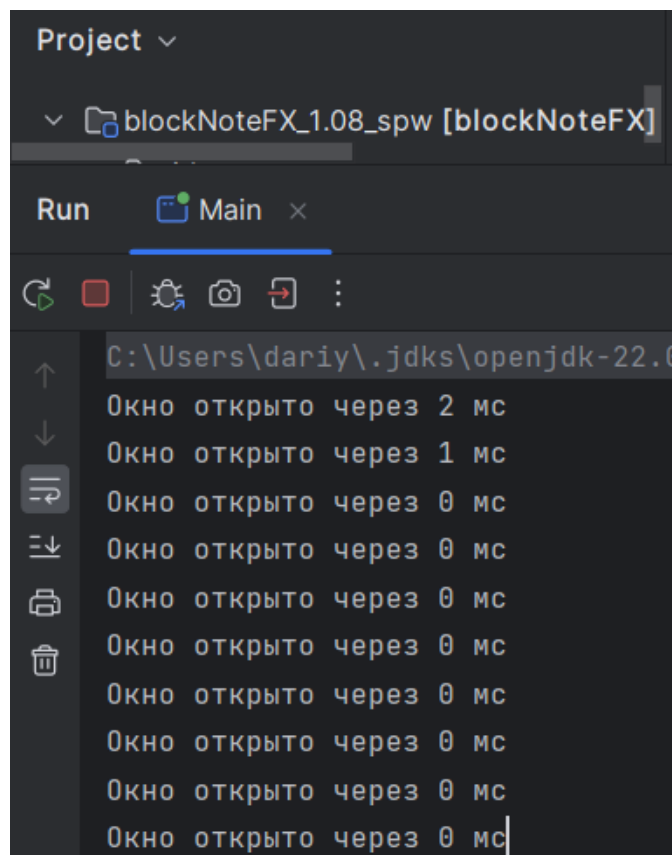 Project
blockNoteFX_1.08_spw [blockNoteFX]
Run Main
C:\Users\dariy\.jdks\openjdk-22.0
Окно открыто через 2 мс
Окно открыто через 1 мс
Окно открыто через 0 мс
Окно открыто через 0 мс
Окно открыто через 0 мс
Окно открыто через 0 мс
Окно открыто через 0 мс
Окно открыто через 0 мс
Окно открыто через 0 мс
Окно открыто через 0 мс